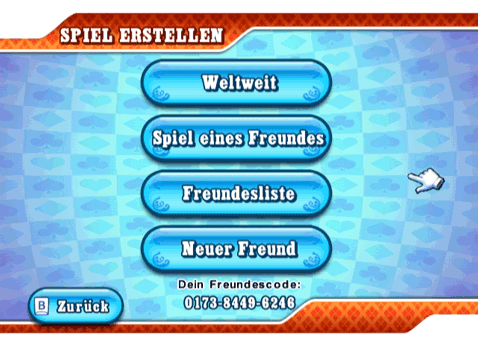 SPIEL ERSTELLEN
Weltweit
Spiel eines Freundes
Freundesliste
Neuer Freund
Dein Freundescode:
0173-8449-6246
B Zurück